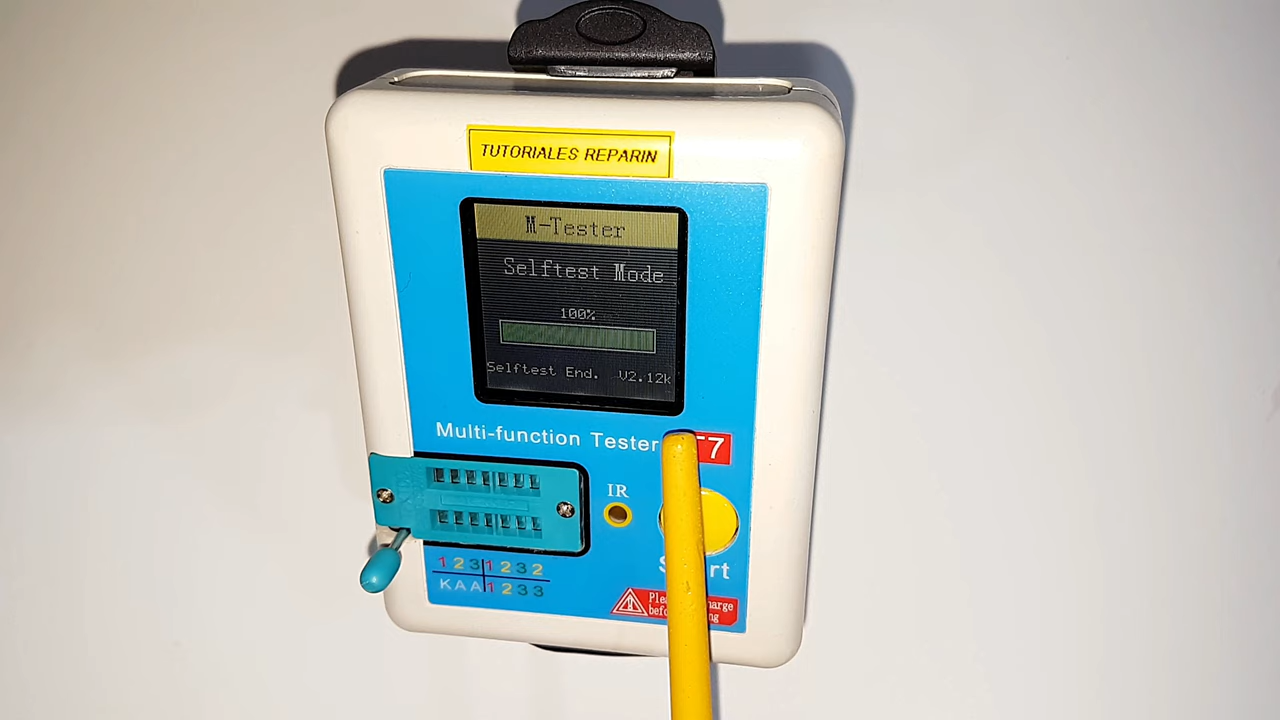 TUTORIALES REPARIN
M-Tester
Selftest Mode
100%
Selftest End. V2.12k
Multi-function Tester
T7
IR
1 2 3 1 2 3 2
K A A 1 2 3 3